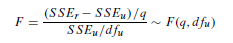 F = (SSE_r − SSE_u)/q / SSE_u/df_u ∼ F(q, df_u)